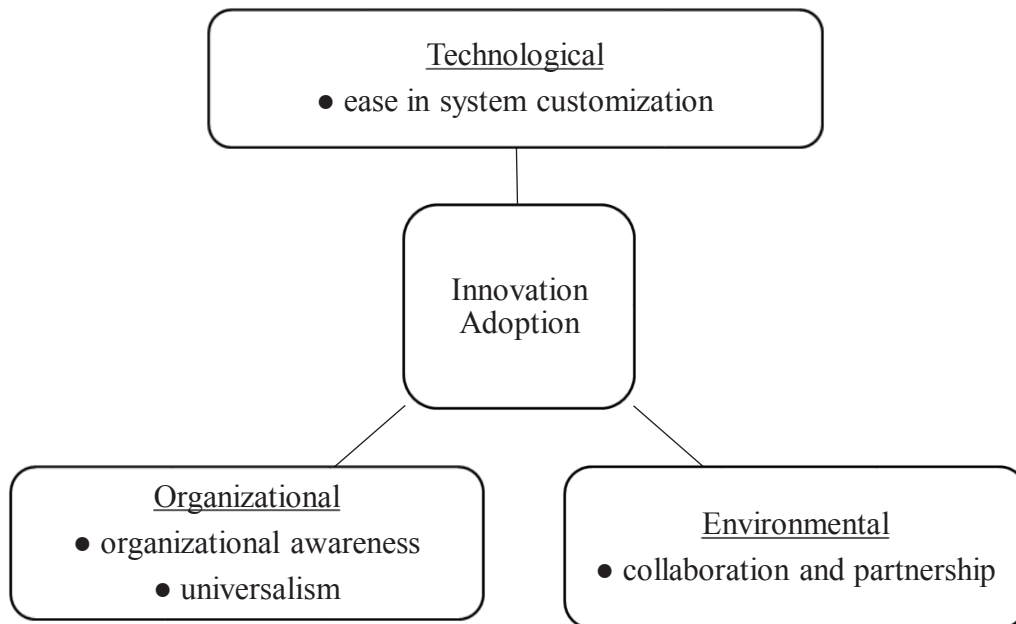 Technological
● ease in system customization
Innovation
Adoption
Organizational
● organizational awareness
● universalism
Environmental
● collaboration and partnership